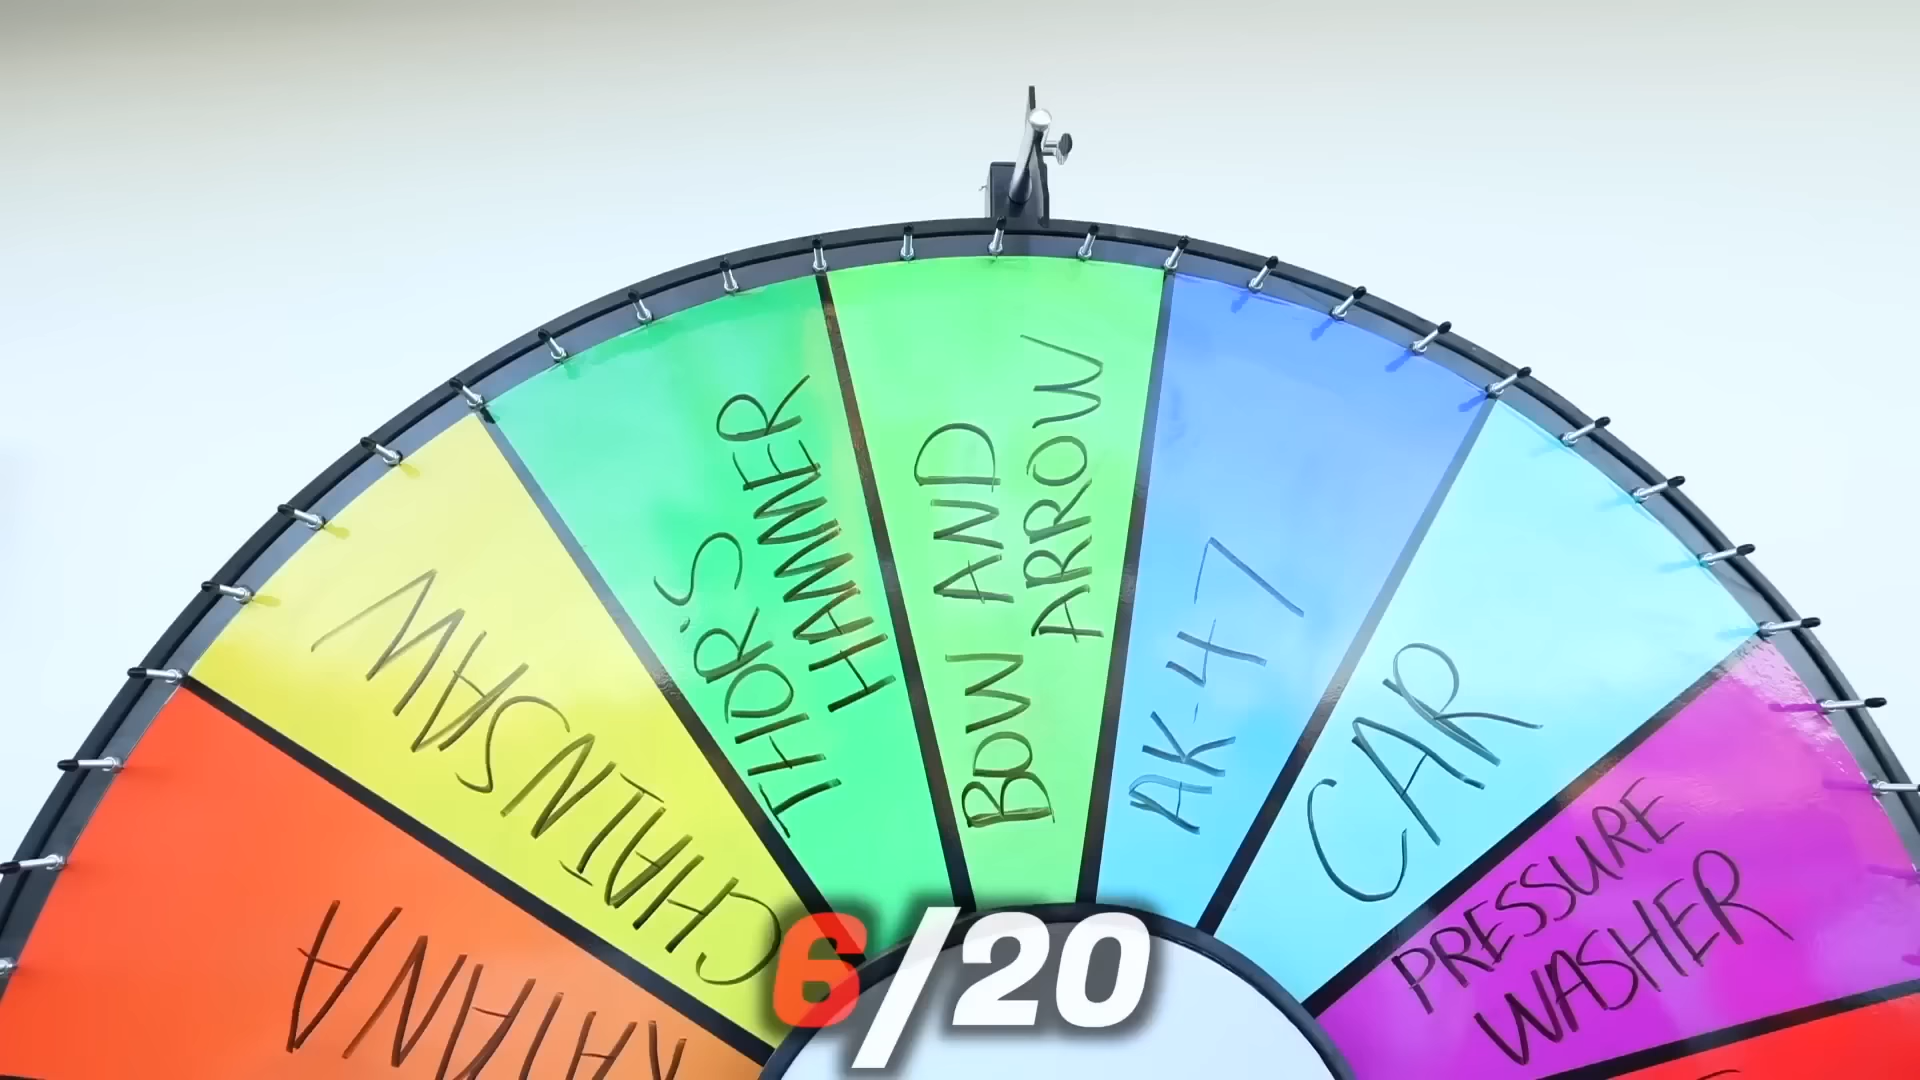 KATANA
CHAINSAW
THOR'S
HAMMER
BOW AND
ARROW
AK-47
CAR
PRESSURE
WASHER
6/20